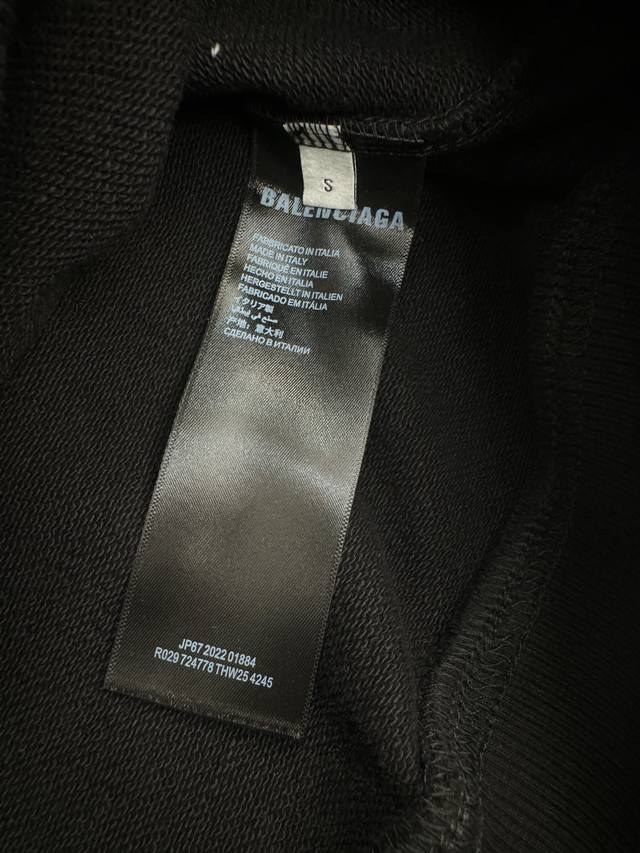 S
BALENCIAGA
FABBRICATO IN ITALIA
MADE IN ITALY
FABRIQUÉ EN ITALIE
HECHO EN ITALIA
HERGESTELLT IN ITALIEN
FABRICADO EM ITÁLIA
イタリア製
产地：意大利
СДЕЛАНО В ИТАЛИИ
JP67 2022 01884
R029 724778 THW25 4245